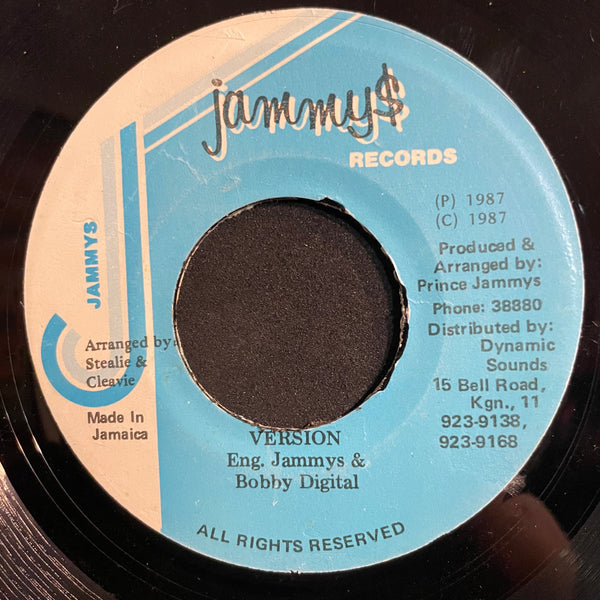 jammy$
RECORDS
(P) 1987
(C) 1987
Produced &
Arranged by:
Prince Jammys
Phone: 38880
Distributed by:
Dynamic
Sounds
15 Bell Road,
Kgn., 11
923-9138,
923-9168
JAMMYS
Arranged by
Stealie &
Cleavie
Made In
Jamaica
VERSION
Eng. Jammys &
Bobby Digital
ALL RIGHTS RESERVED